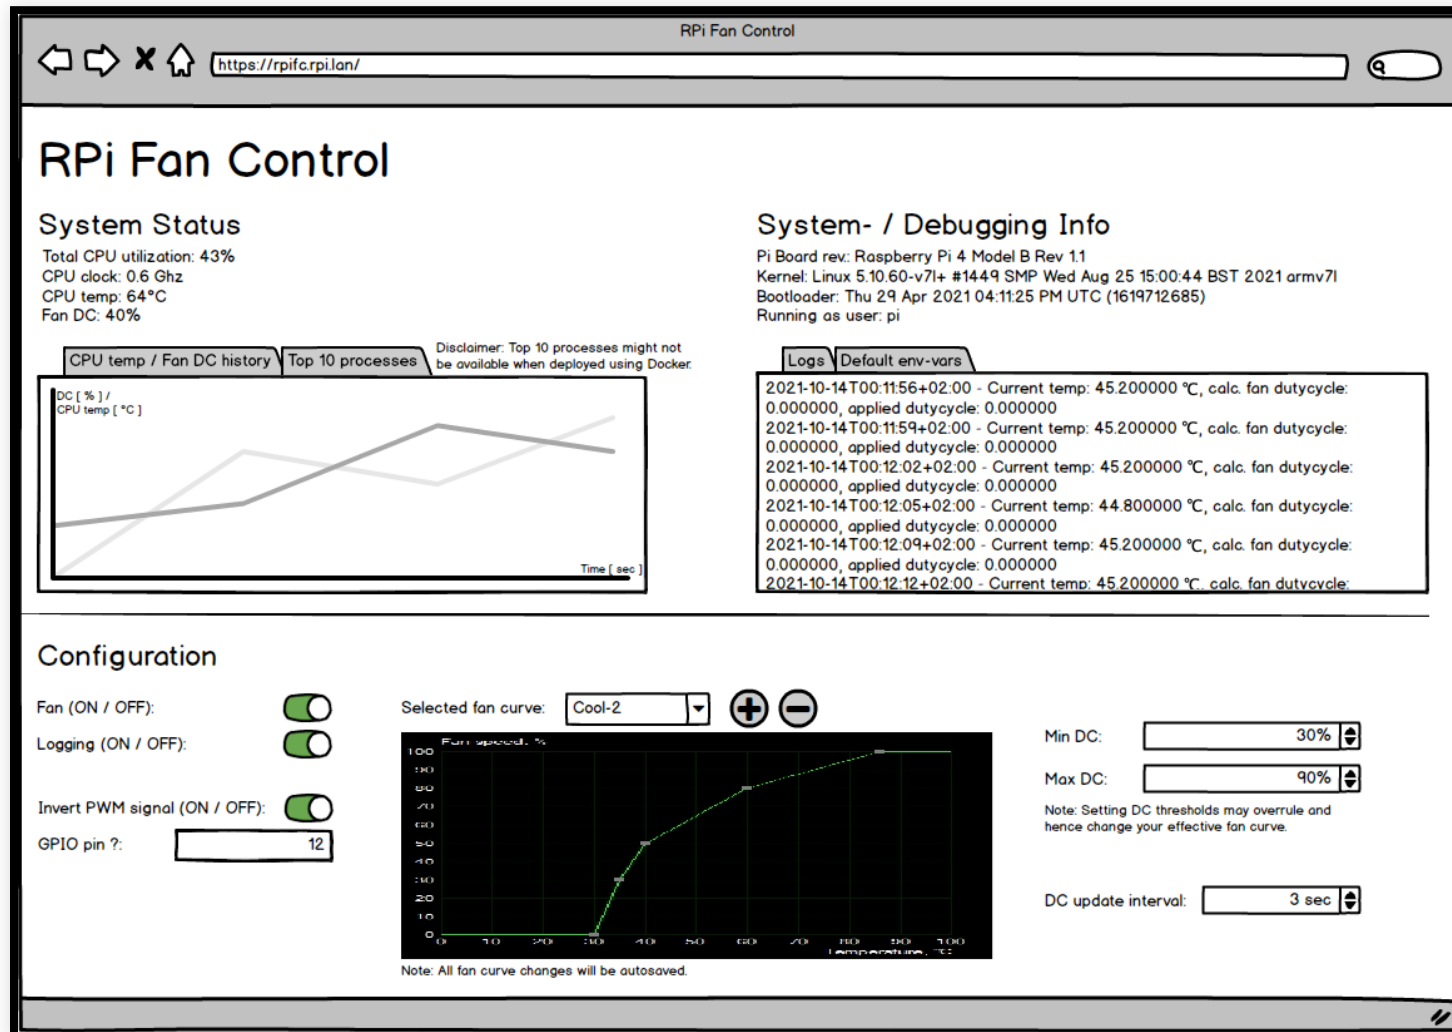 RPi Fan Control
https://rpifc.rpi.lan/
RPi Fan Control
System Status
Total CPU utilization: 43%
CPU clock: 0.6 Ghz
CPU temp: 64°C
Fan DC: 40%
CPU temp / Fan DC history
Top 10 processes
Disclaimer: Top 10 processes might not
be available when deployed using Docker.
DC [ % ] /
CPU temp [ °C ]
Time [ sec ]
System- / Debugging Info
Pi Board rev.: Raspberry Pi 4 Model B Rev 1.1
Kernel: Linux 5.10.60-v7l+ #1449 SMP Wed Aug 25 15:00:44 BST 2021 armv7l
Bootloader: Thu 29 Apr 2021 04:11:25 PM UTC (1619712685)
Running as user: pi
Logs
Default env-vars
2021-10-14T00:11:56+02:00 - Current temp: 45.200000 ℃, calc. fan dutycycle:
0.000000, applied dutycycle: 0.000000
2021-10-14T00:11:59+02:00 - Current temp: 45.200000 ℃, calc. fan dutycycle:
0.000000, applied dutycycle: 0.000000
2021-10-14T00:12:02+02:00 - Current temp: 45.200000 ℃, calc. fan dutycycle:
0.000000, applied dutycycle: 0.000000
2021-10-14T00:12:05+02:00 - Current temp: 44.800000 ℃, calc. fan dutycycle:
0.000000, applied dutycycle: 0.000000
2021-10-14T00:12:09+02:00 - Current temp: 45.200000 ℃, calc. fan dutycycle:
0.000000, applied dutycycle: 0.000000
2021-10-14T00:12:12+02:00 - Current temp: 45.200000 ℃, calc. fan dutycycle:
Configuration
Fan (ON / OFF):
Logging (ON / OFF):
Invert PWM signal (ON / OFF):
GPIO pin ?:
12
Selected fan curve:
Cool-2
Fan speed, %
100
90
80
70
60
50
40
30
20
10
0
0 10 20 30 40 50 60 70 80 90 100
Temperature, °C
Note: All fan curve changes will be autosaved.
Min DC:
30%
Max DC:
90%
Note: Setting DC thresholds may overrule and
hence change your effective fan curve.
DC update interval:
3 sec